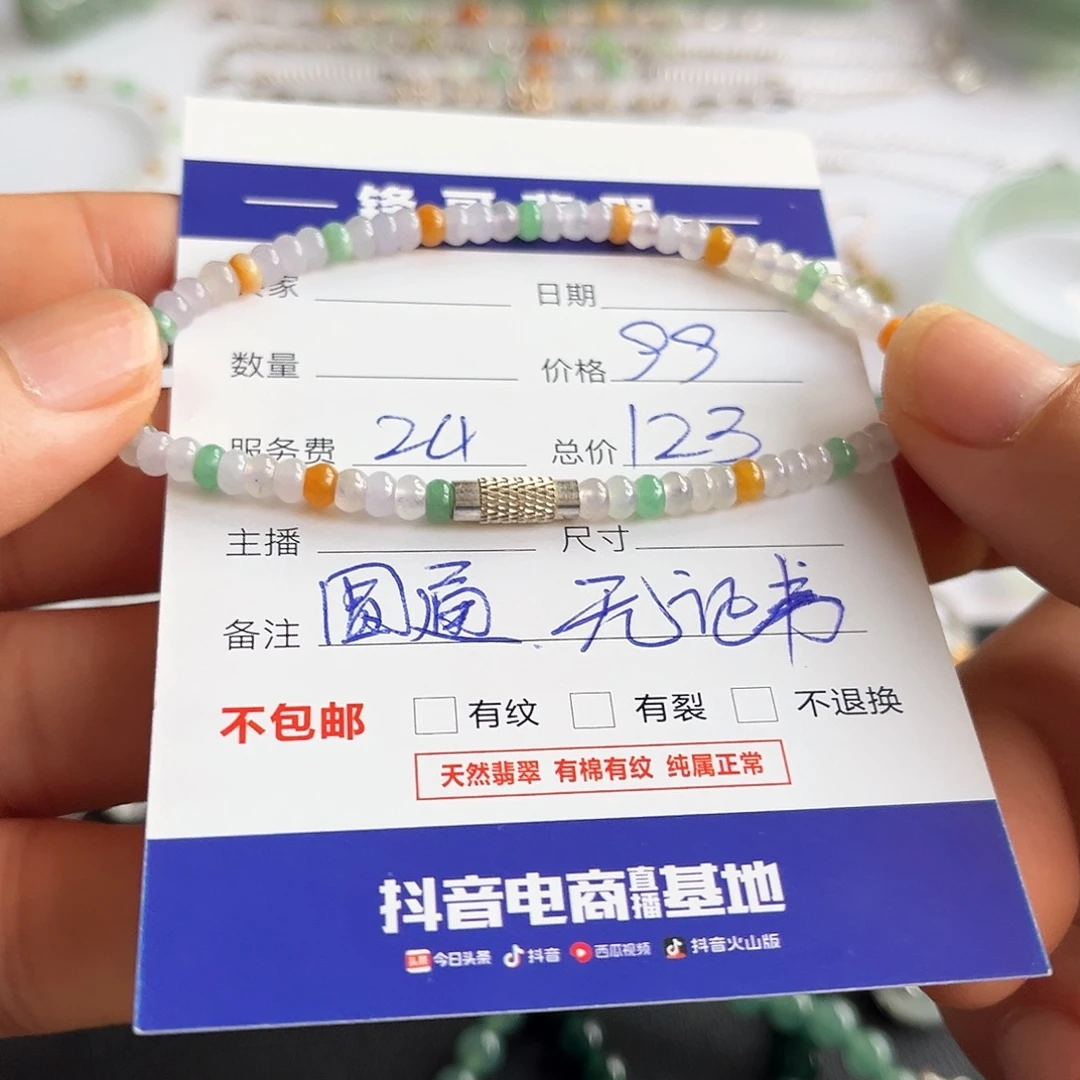 家 日期
数量 价格 99
服务费 24 总价 123
主播 尺寸
备注 圆通 无证书
不包邮 有纹 有裂 不退换
天然翡翠 有棉有纹 纯属正常
抖音电商直播基地
头条 今日头条 抖音 西瓜视频 抖音火山版